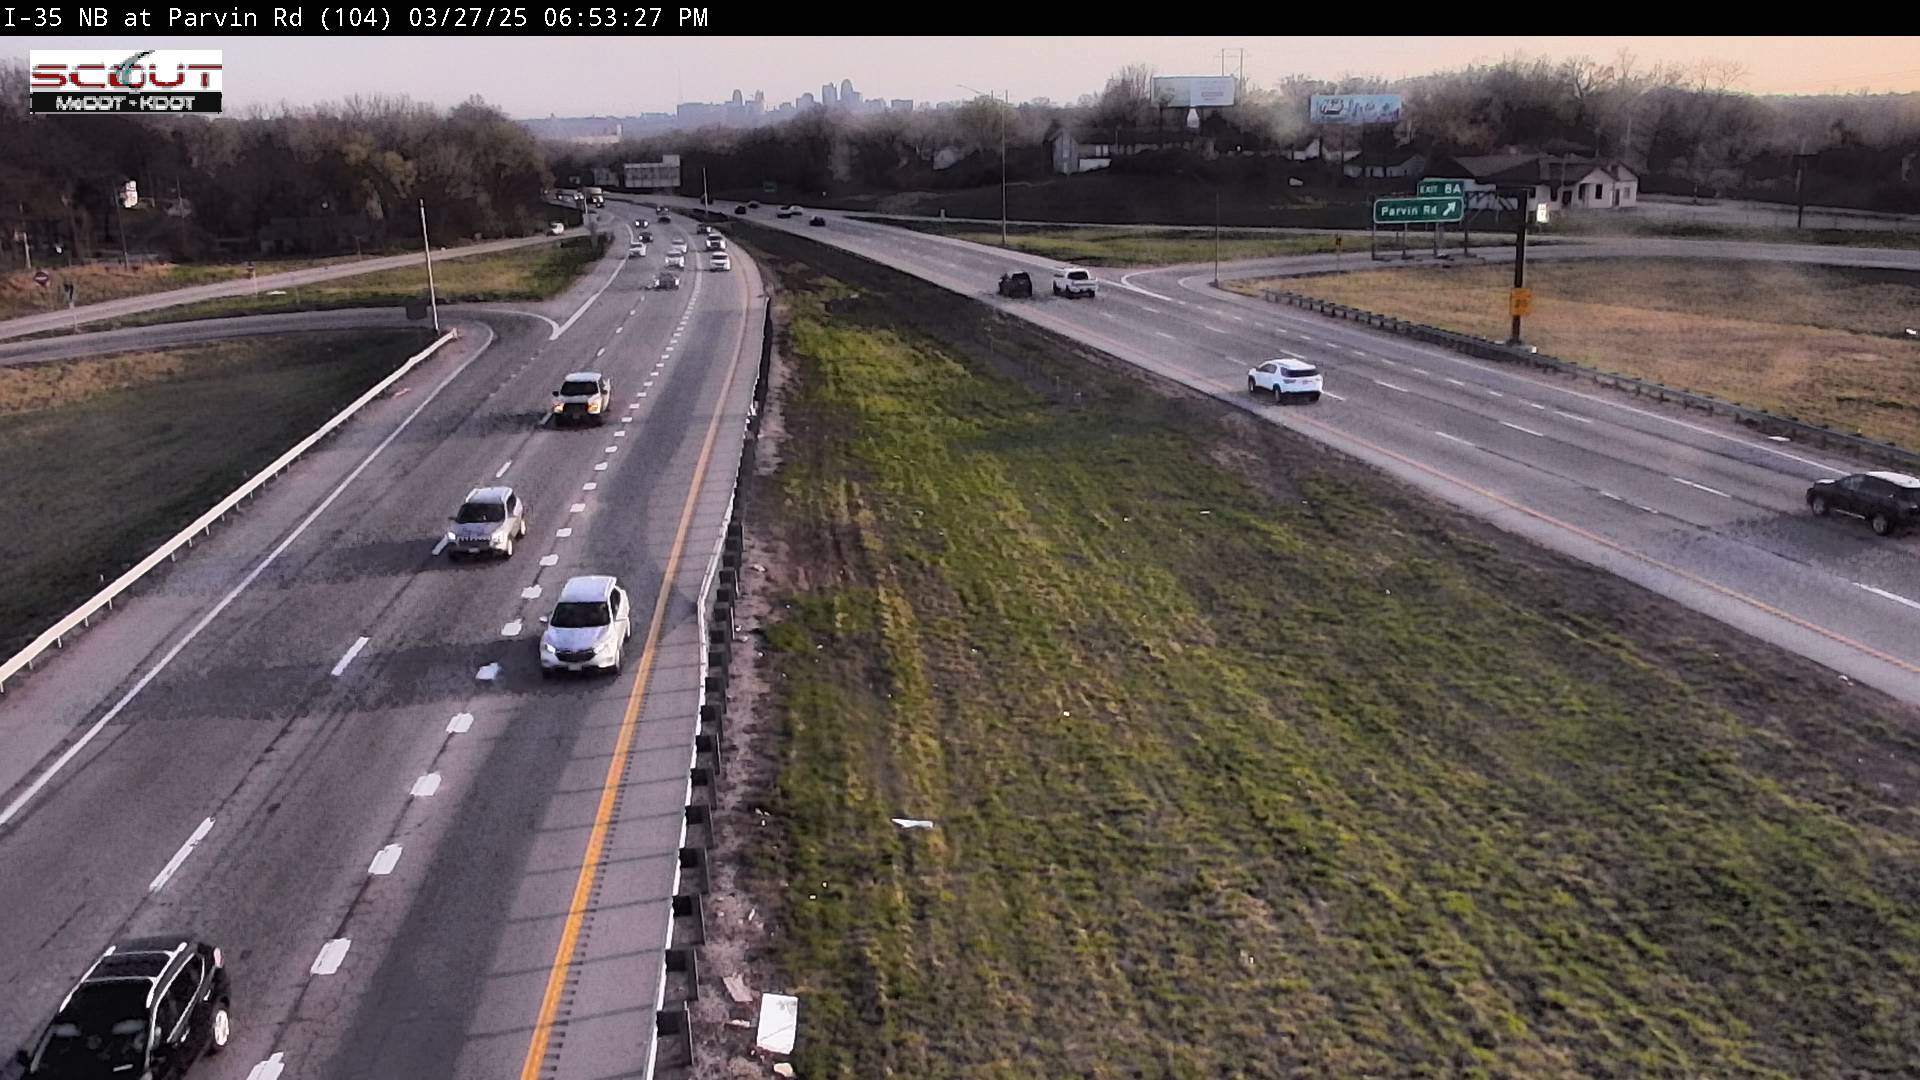 I-35 NB at Parvin Rd (104) 03/27/25 06:53:27 PM
SCOUT
MoDOT - KDOT
EXIT 8A
Parvin Rd